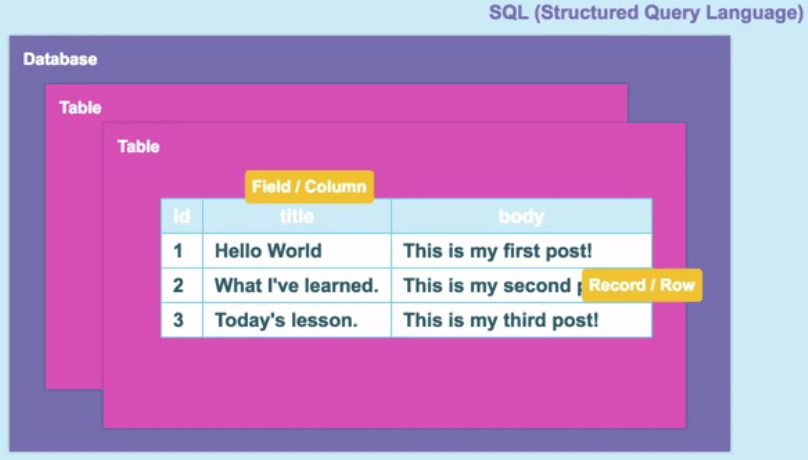 SQL (Structured Query Language)
Database
Table
Table
Field / Column
id title body
1 Hello World This is my first post!
2 What I've learned. This is my second Record / Row
3 Today's lesson. This is my third post!